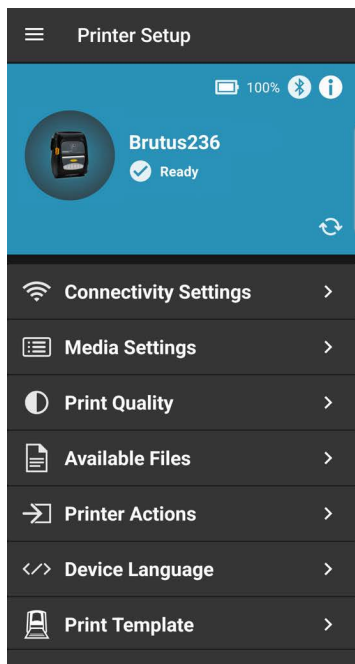 Printer Setup
100%
Brutus236
Ready
Connectivity Settings
Media Settings
Print Quality
Available Files
Printer Actions
Device Language
Print Template